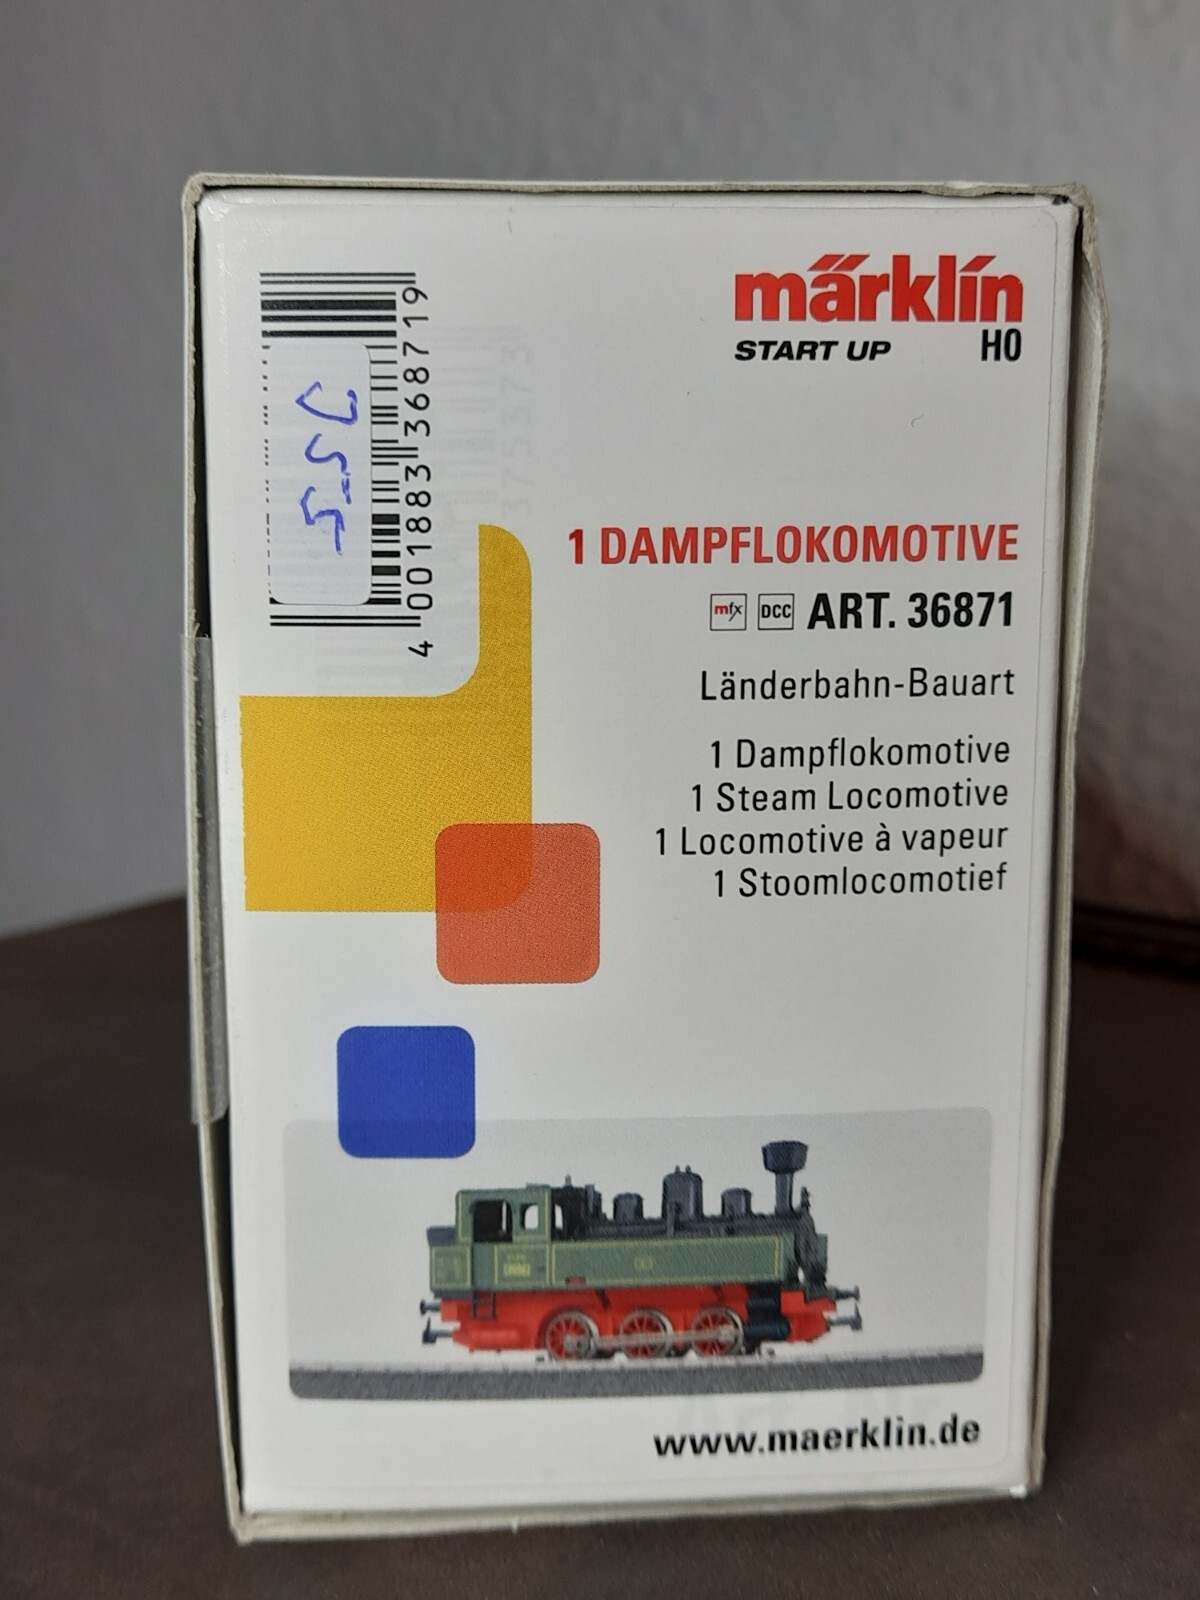 märklin
START UP H0
4 001883 368719
1 DAMPFLOKOMOTIVE
mfx DCC ART. 36871
Länderbahn-Bauart
1 Dampflokomotive
1 Steam Locomotive
1 Locomotive à vapeur
1 Stoomlocomotief
www.maerklin.de